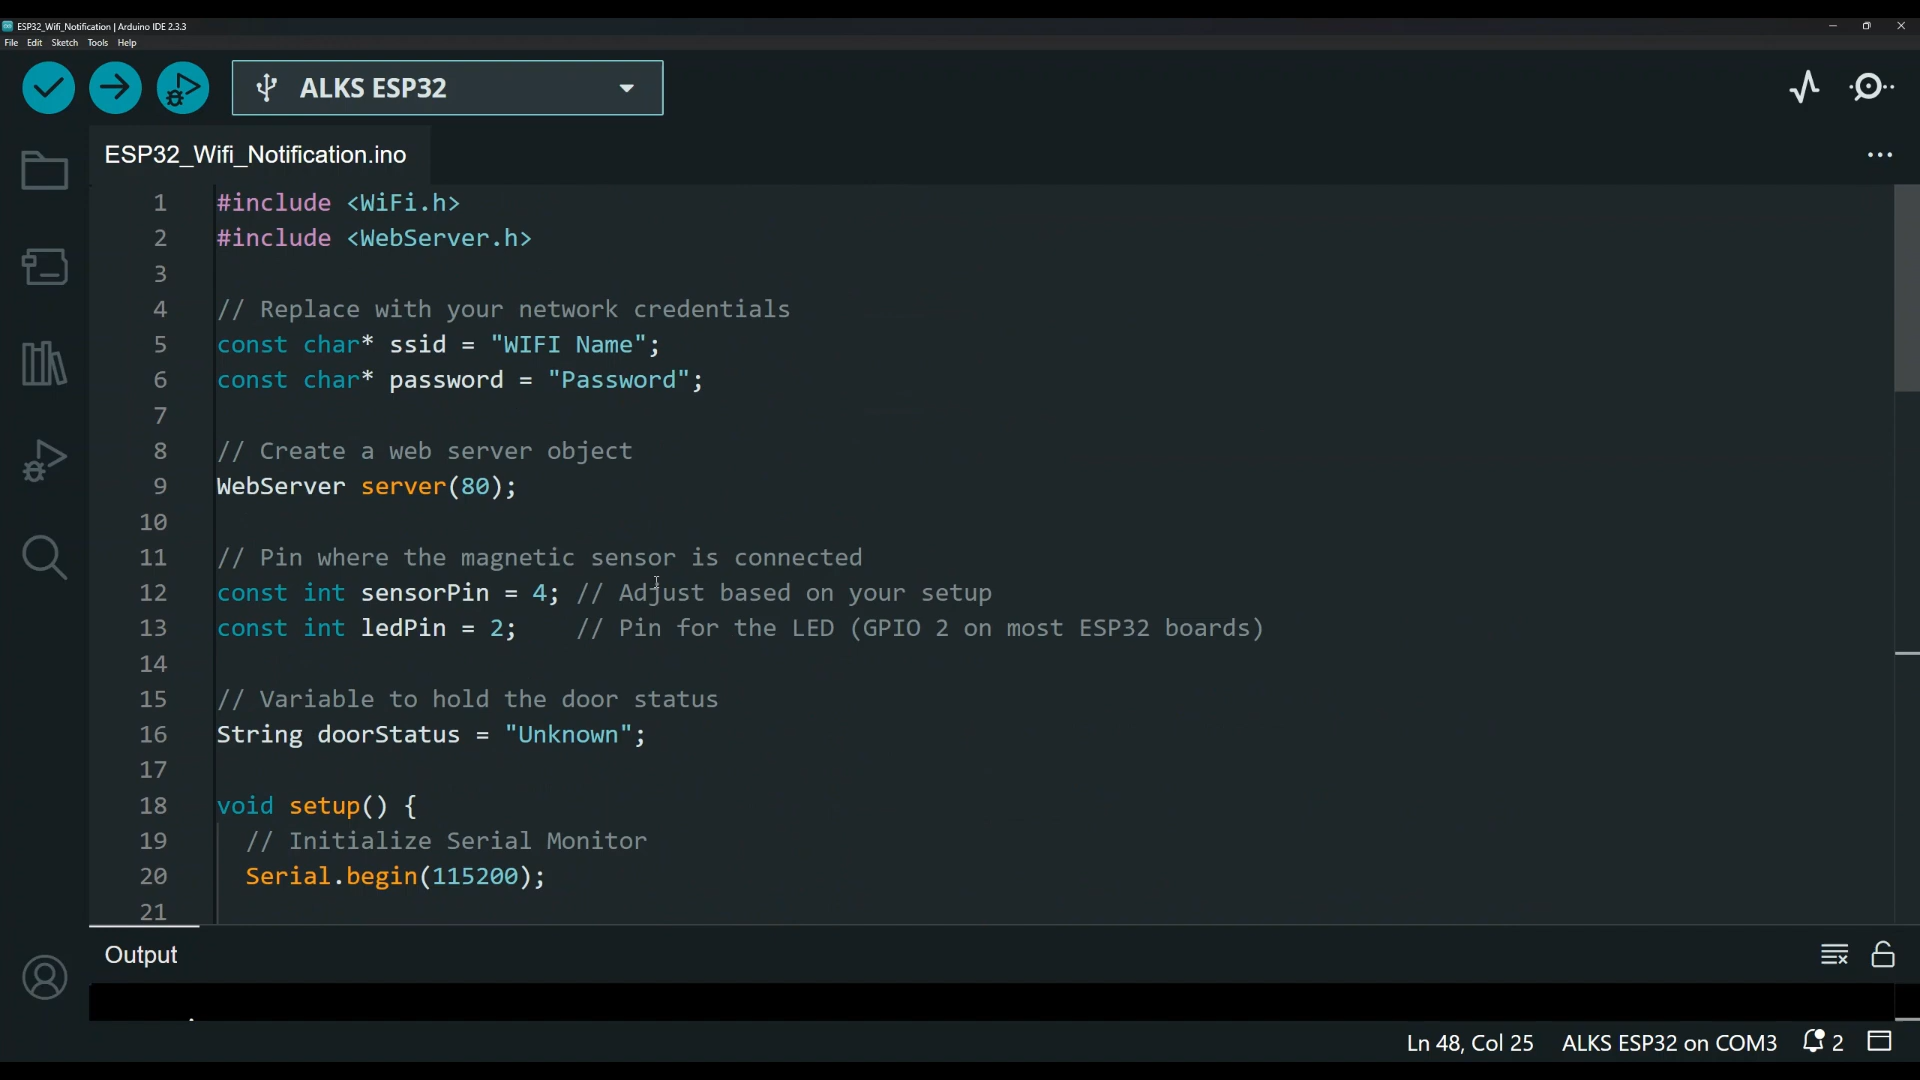 ESP32_Wifi_Notification | Arduino IDE 2.3.3
File Edit Sketch Tools Help
ALKS ESP32
ESP32_Wifi_Notification.ino
1 #include <WiFi.h>
2 #include <WebServer.h>
3
4 // Replace with your network credentials
5 const char* ssid = "WIFI Name";
6 const char* password = "Password";
7
8 // Create a web server object
9 WebServer server(80);
10
11 // Pin where the magnetic sensor is connected
12 const int sensorPin = 4; // Adjust based on your setup
13 const int ledPin = 2;    // Pin for the LED (GPIO 2 on most ESP32 boards)
14
15 // Variable to hold the door status
16 String doorStatus = "Unknown";
17
18 void setup() {
19   // Initialize Serial Monitor
20   Serial.begin(115200);
21
Output
Ln 48, Col 25 ALKS ESP32 on COM3 2